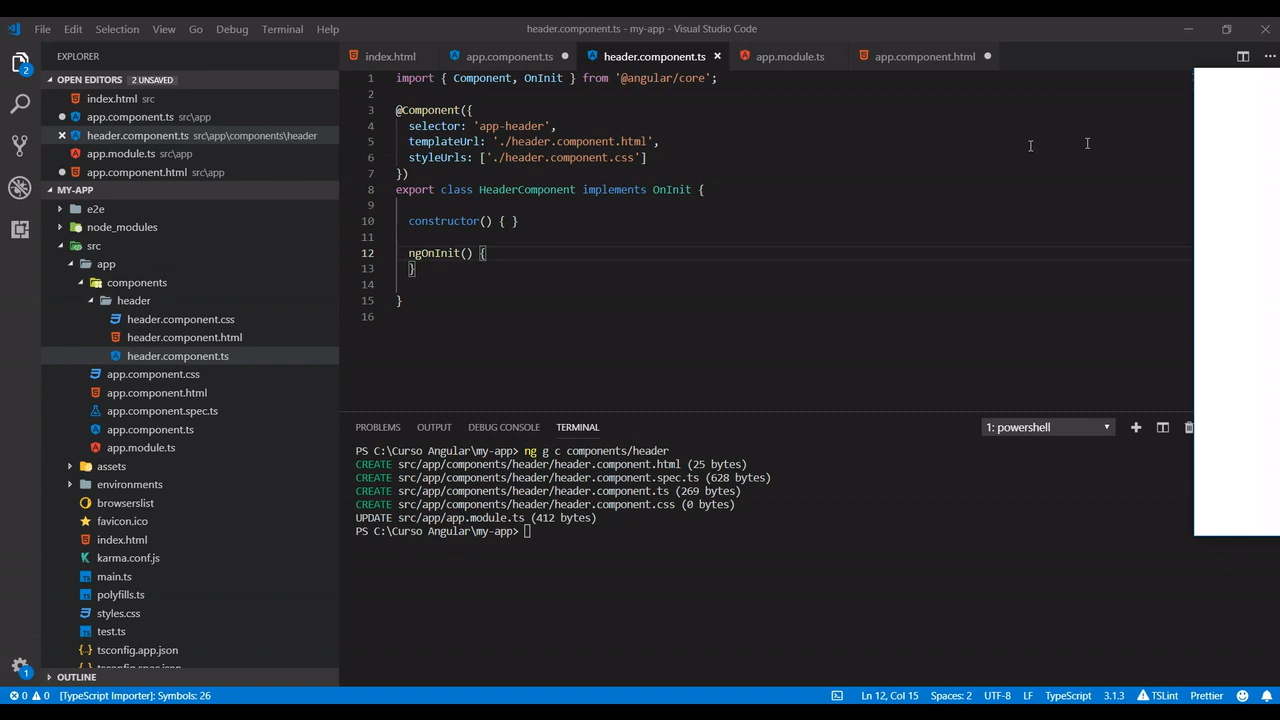 File Edit Selection View Go Debug Terminal Help
header.component.ts - my-app - Visual Studio Code
EXPLORER
OPEN EDITORS 2 UNSAVED
index.html src
app.component.ts src\app
header.component.ts src\app\components\header
app.module.ts src\app
app.component.html src\app
MY-APP
e2e
node_modules
src
app
components
header
header.component.css
header.component.html
header.component.ts
app.component.css
app.component.html
app.component.spec.ts
app.component.ts
app.module.ts
assets
environments
browserslist
favicon.ico
index.html
karma.conf.js
main.ts
polyfills.ts
styles.css
test.ts
tsconfig.app.json
tsconfig.spec.json
OUTLINE
2
1
index.html app.component.ts header.component.ts app.module.ts app.component.html
1 import { Component, OnInit } from '@angular/core';
2
3 @Component({
4 selector: 'app-header',
5 templateUrl: './header.component.html',
6 styleUrls: ['./header.component.css']
7 })
8 export class HeaderComponent implements OnInit {
9
10 constructor() { }
11
12 ngOnInit() {
13 }
14
15 }
16
PROBLEMS OUTPUT DEBUG CONSOLE TERMINAL
1: powershell
PS C:\Curso Angular\my-app> ng g c components/header
CREATE src/app/components/header/header.component.html (25 bytes)
CREATE src/app/components/header/header.component.spec.ts (628 bytes)
CREATE src/app/components/header/header.component.ts (269 bytes)
CREATE src/app/components/header/header.component.css (0 bytes)
UPDATE src/app/app.module.ts (412 bytes)
PS C:\Curso Angular\my-app>
0 0 [TypeScript Importer]: Symbols: 26
Ln 12, Col 15 Spaces: 2 UTF-8 LF TypeScript 3.1.3 TSLint Prettier